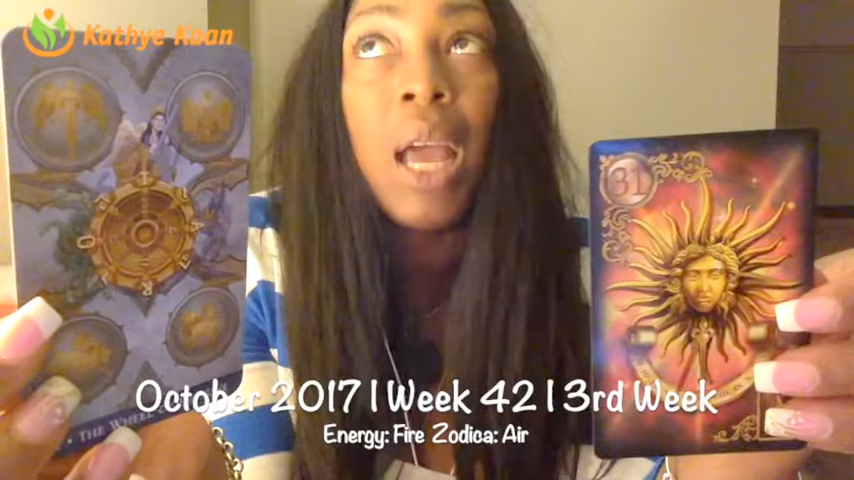 Kathye Kaan
31
THE WHEEL
October 2017 | Week 42 | 3rd Week
Energy: Fire Zodica: Air